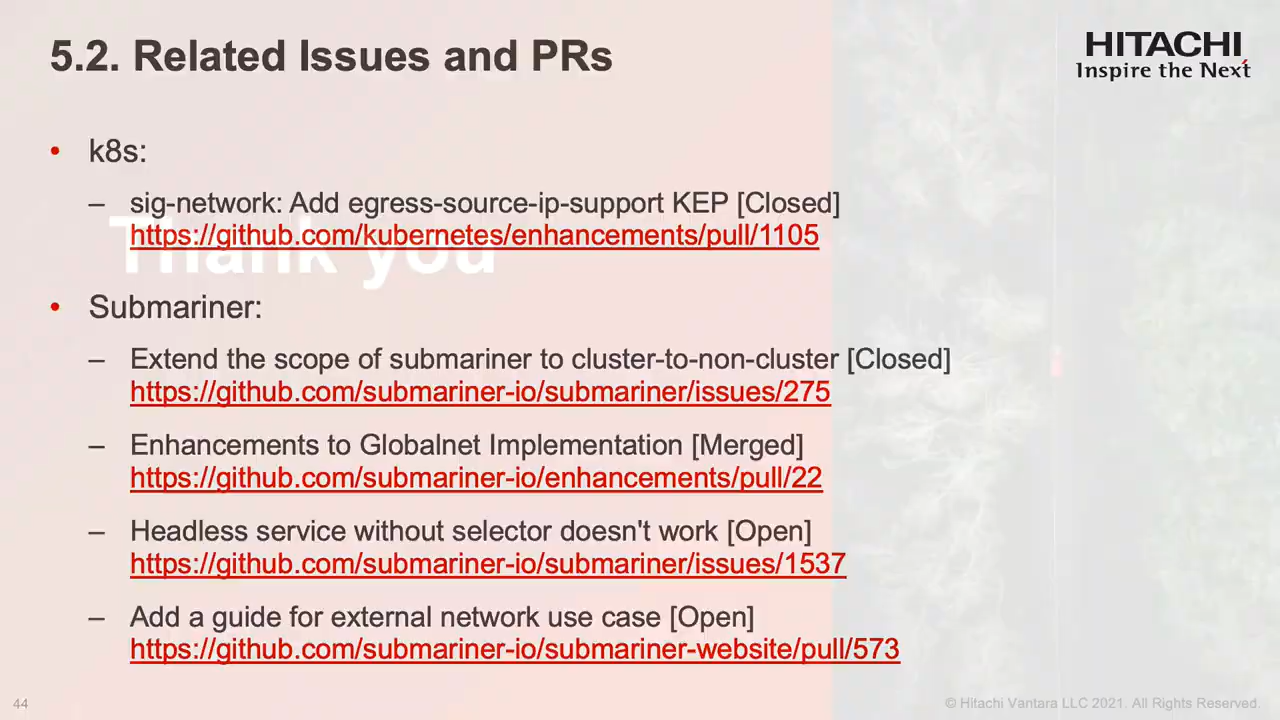 5.2. Related Issues and PRs
HITACHI
Inspire the Next
• k8s:
– sig-network: Add egress-source-ip-support KEP [Closed]
https://github.com/kubernetes/enhancements/pull/1105
Thank you
• Submariner:
– Extend the scope of submariner to cluster-to-non-cluster [Closed]
https://github.com/submariner-io/submariner/issues/275
– Enhancements to Globalnet Implementation [Merged]
https://github.com/submariner-io/enhancements/pull/22
– Headless service without selector doesn't work [Open]
https://github.com/submariner-io/submariner/issues/1537
– Add a guide for external network use case [Open]
https://github.com/submariner-io/submariner-website/pull/573
44
© Hitachi Vantara LLC 2021. All Rights Reserved.